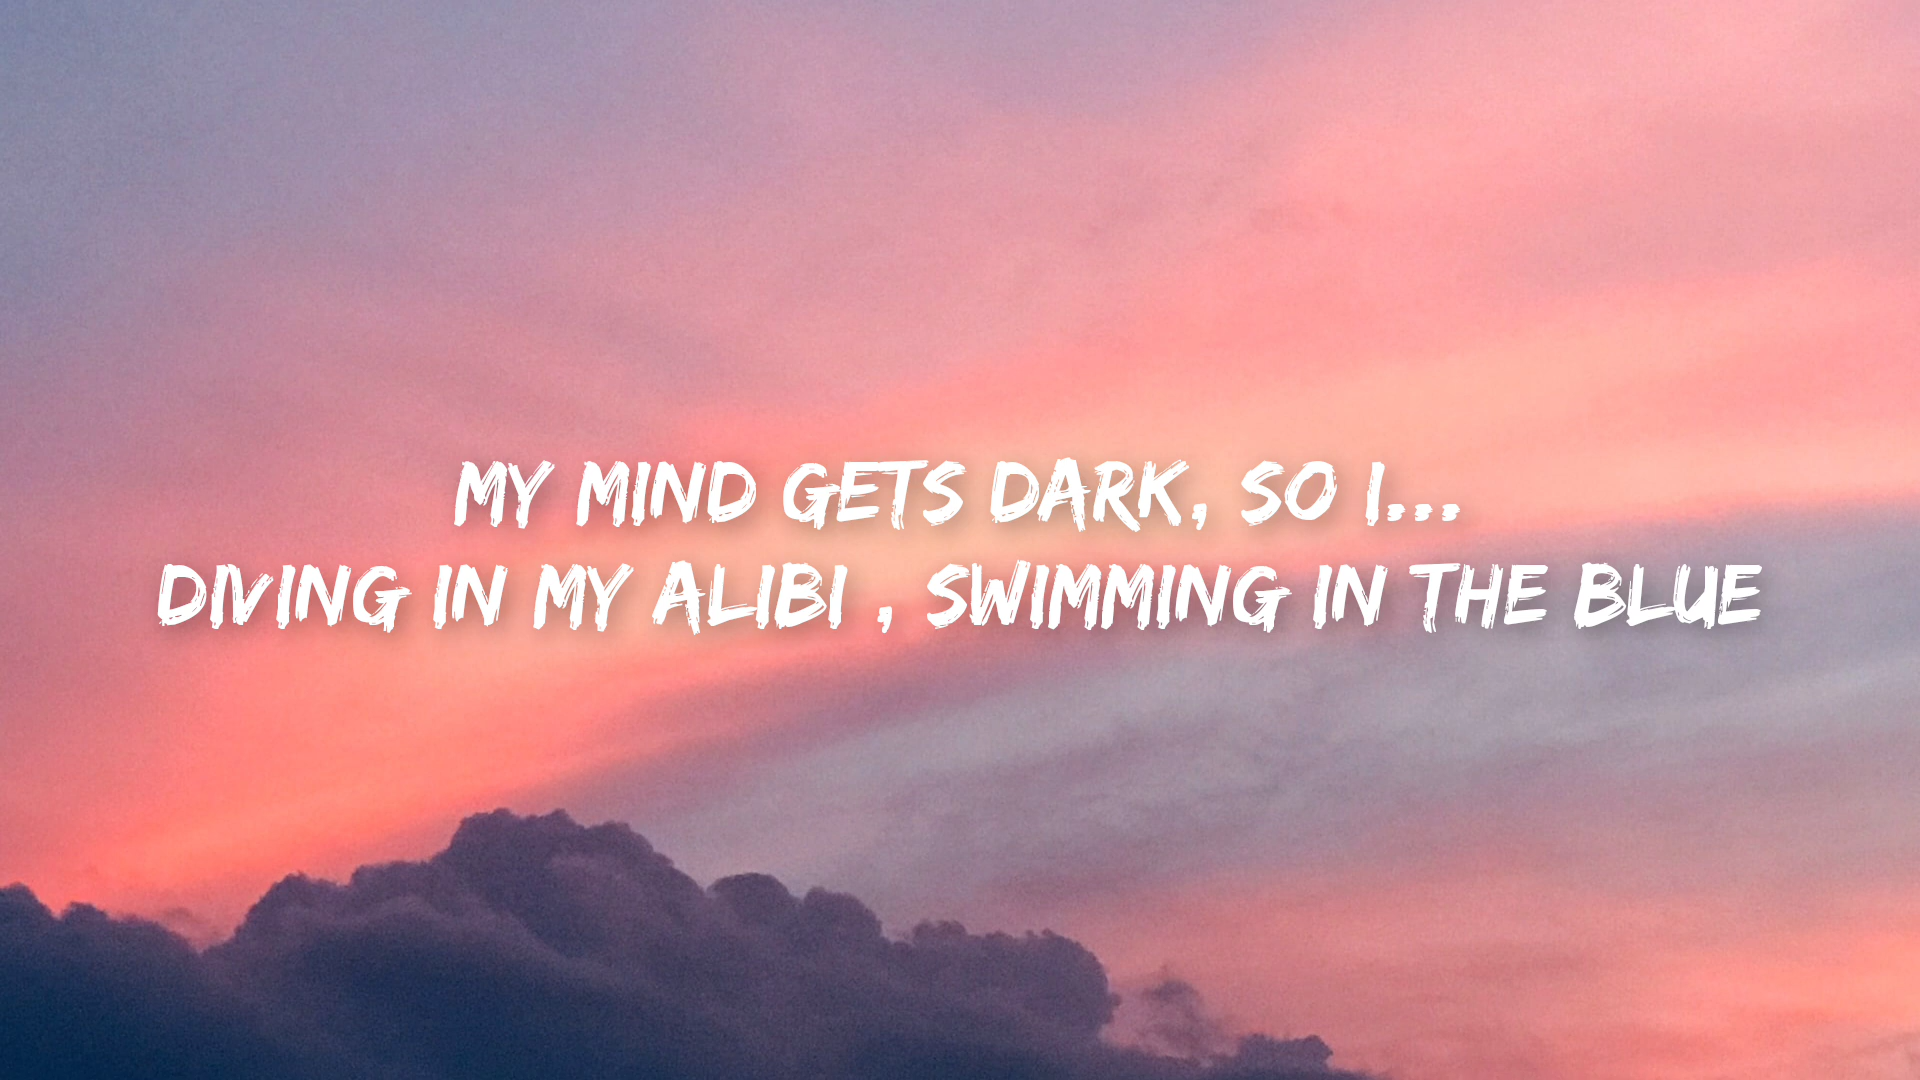 MY MIND GETS DARK, SO I...
DIVING IN MY ALIBI , SWIMMING IN THE BLUE